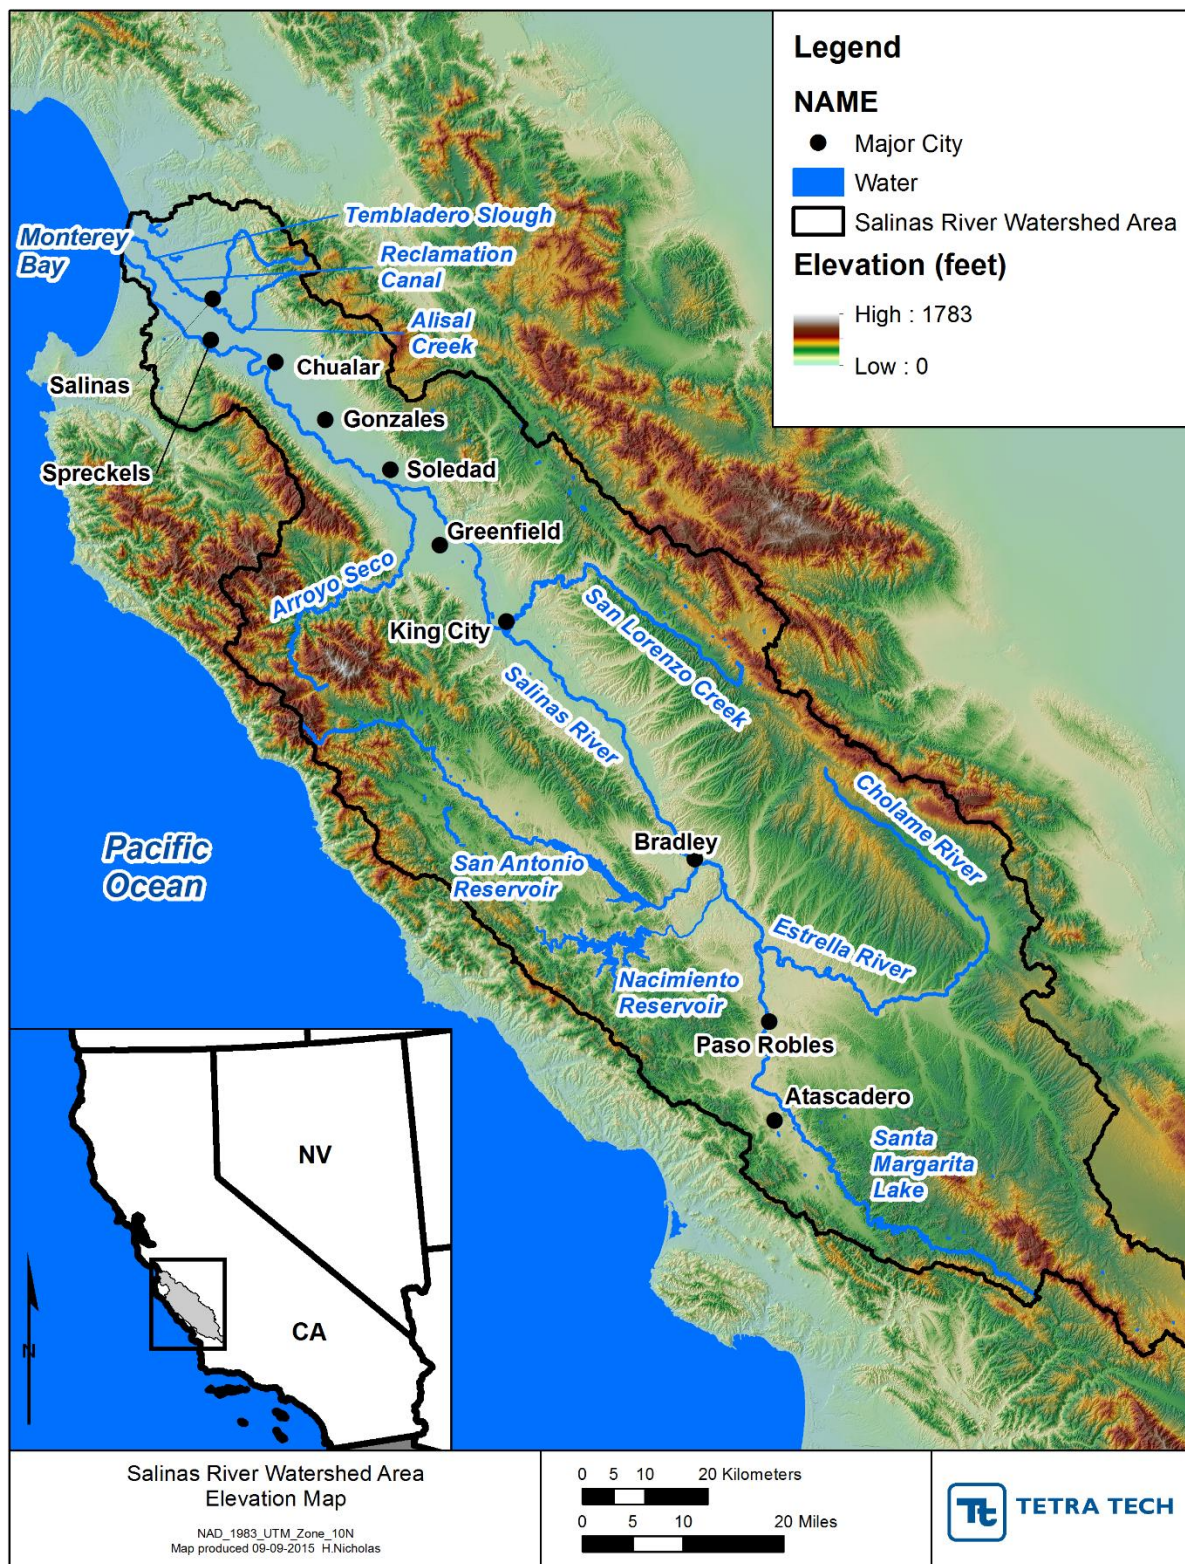 Legend
NAME
Major City
Water
Salinas River Watershed Area
Elevation (feet)
High : 1783
Low : 0
Monterey
Bay
Tembladero Slough
Reclamation
Canal
Alisal
Creek
Salinas
Chualar
Gonzales
Spreckels
Soledad
Greenfield
Arroyo Seco
King City
San Lorenzo Creek
Salinas River
Cholame River
Pacific
Ocean
Bradley
San Antonio
Reservoir
Estrella River
Nacimiento
Reservoir
Paso Robles
Atascadero
Santa
Margarita
Lake
NV
CA
N
Salinas River Watershed Area
Elevation Map
NAD_1983_UTM_Zone_10N
Map produced 09-09-2015 H.Nicholas
0 5 10 20 Kilometers
0 5 10 20 Miles
Tt
TETRA TECH